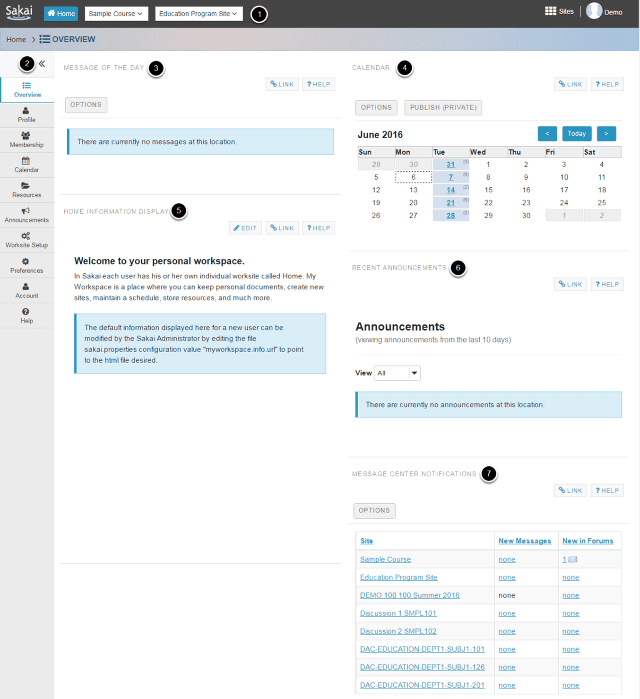 Sakai
Home
Sample Course
Education Program Site
1
Sites
Demo
Home > OVERVIEW
2
Overview
Profile
Membership
Calendar
Resources
Announcements
Worksite Setup
Preferences
Account
Help
MESSAGE OF THE DAY 3
LINK ? HELP
OPTIONS
There are currently no messages at this location.
HOME INFORMATION DISPLAY 5
EDIT LINK ? HELP
Welcome to your personal workspace.
In Sakai each user has his or her own individual worksite called Home. My
Workspace is a place where you can keep personal documents, create new
sites, maintain a schedule, store resources, and much more.
The default information displayed here for a new user can be
modified by the Sakai Administrator by editing the file
sakai.properties configuration value "myworkspace.info.url" to point
to the html file desired.
CALENDAR 4
LINK ? HELP
OPTIONS PUBLISH (PRIVATE)
June 2016 < Today >
Sun Mon Tue Wed Thu Fri Sat
29 30 31 1 2 3 4
5 6 7 8 9 10 11
12 13 14 15 16 17 18
19 20 21 22 23 24 25
26 27 28 29 30 1 2
RECENT ANNOUNCEMENTS 6
LINK ? HELP
Announcements
(viewing announcements from the last 10 days)
View All
There are currently no announcements at this location.
MESSAGE CENTER NOTIFICATIONS 7
LINK ? HELP
OPTIONS
Site New Messages New in Forums
Sample Course none 1
Education Program Site none none
DEMO 100 100 Summer 2016 none none
Discussion 1 SMPL101 none none
Discussion 2 SMPL102 none none
DAC-EDUCATION-DEPT1-SUBJ1-101 none none
DAC-EDUCATION-DEPT1-SUBJ1-126 none none
DAC-EDUCATION-DEPT1-SUBJ1-201 none none